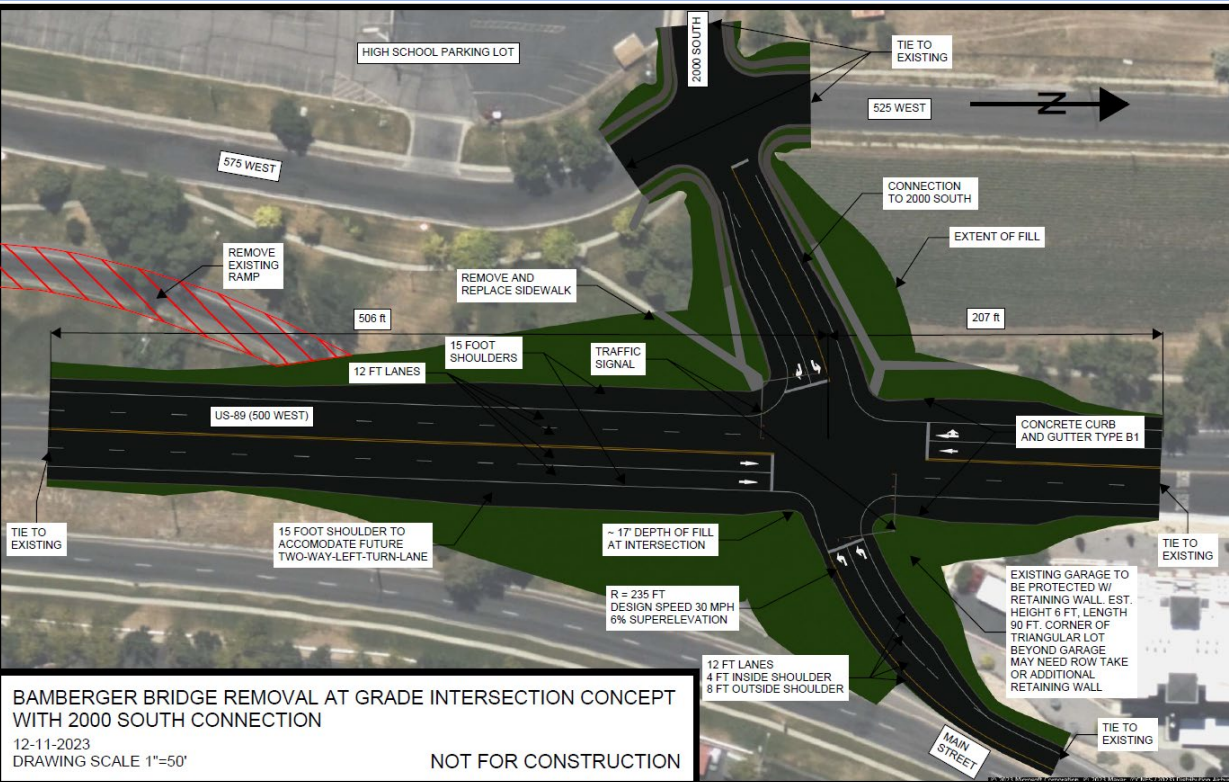 2000 SOUTH
HIGH SCHOOL PARKING LOT
TIE TO
EXISTING
525 WEST
N
575 WEST
CONNECTION
TO 2000 SOUTH
EXTENT OF FILL
REMOVE
EXISTING
RAMP
REMOVE AND
REPLACE SIDEWALK
506 ft
207 ft
15 FOOT
SHOULDERS
TRAFFIC
SIGNAL
12 FT LANES
US-89 (500 WEST)
CONCRETE CURB
AND GUTTER TYPE B1
TIE TO
EXISTING
15 FOOT SHOULDER TO
ACCOMODATE FUTURE
TWO-WAY-LEFT-TURN-LANE
~ 17' DEPTH OF FILL
AT INTERSECTION
TIE TO
EXISTING
R = 235 FT
DESIGN SPEED 30 MPH
6% SUPERELEVATION
EXISTING GARAGE TO
BE PROTECTED W/
RETAINING WALL. EST.
HEIGHT 6 FT, LENGTH
90 FT. CORNER OF
TRIANGULAR LOT
BEYOND GARAGE
MAY NEED ROW TAKE
OR ADDITIONAL
RETAINING WALL
12 FT LANES
4 FT INSIDE SHOULDER
8 FT OUTSIDE SHOULDER
MAIN
STREET
TIE TO
EXISTING
BAMBERGER BRIDGE REMOVAL AT GRADE INTERSECTION CONCEPT
WITH 2000 SOUTH CONNECTION
12-11-2023
DRAWING SCALE 1"=50'
NOT FOR CONSTRUCTION
© 2023 Microsoft Corporation © 2023 Maxar